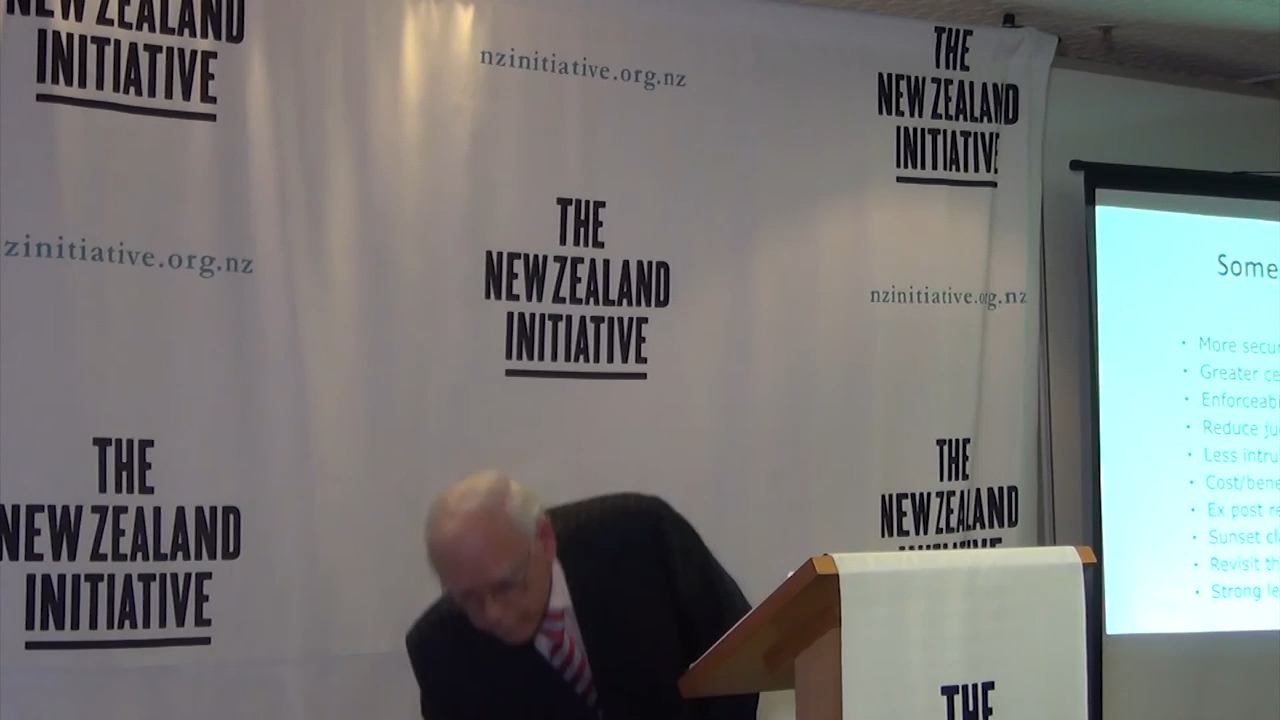 NEW ZEALAND
INITIATIVE
nzinitiative.org.nz
THE
NEW ZEALAND
INITIATIVE
THE
NEW ZEALAND
INITIATIVE
zinitiative.org.nz
nzinitiative.org.nz
THE
NEW ZEALAND
INITIATIVE
THE
NEW ZEALAND
INITIATIVE
THE
Some
• More secu
• Greater ce
• Enforceabi
• Reduce ju
• Less intru
• Cost/bene
• Ex post re
• Sunset cl
• Revisit th
• Strong le